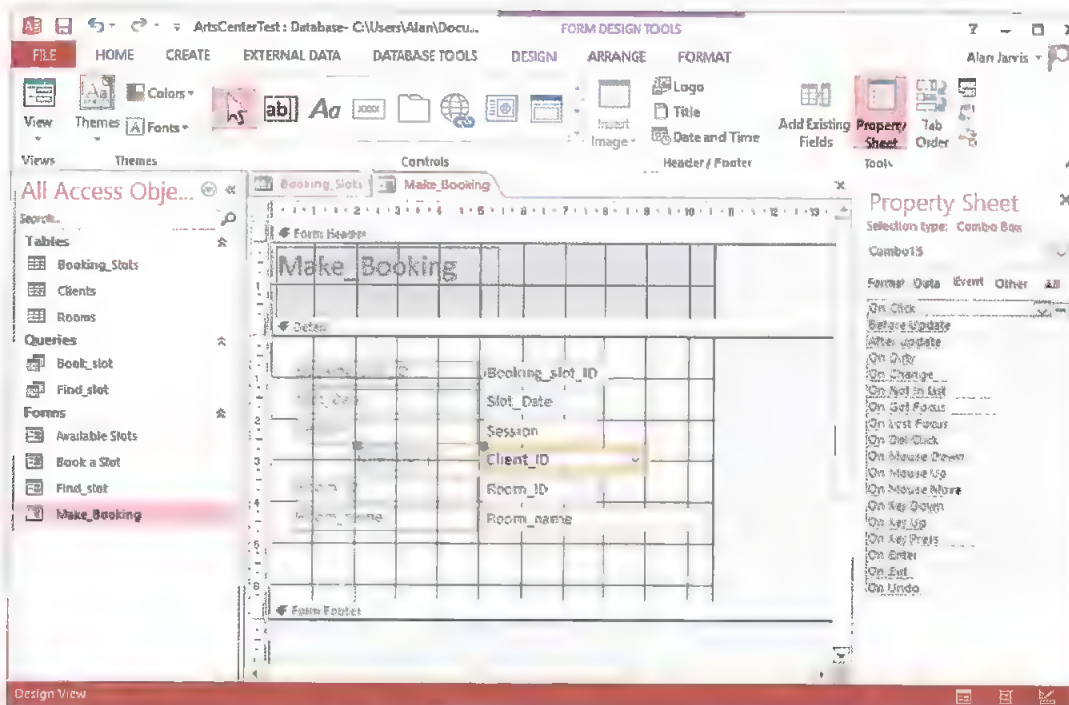 ArtsCenterTest : Database- C:\Users\Alan\Docu...
FORM DESIGN TOOLS
?
FILE HOME CREATE EXTERNAL DATA DATABASE TOOLS DESIGN ARRANGE FORMAT Alan Jarvis
View
Themes
Aa
Colors
A Fonts
ab| Aa xxxx
Insert
Image
Logo
Title
Date and Time
Add Existing
Fields
Property
Sheet
Tab
Order
Views Themes Controls Header / Footer Tools
All Access Obje...
Search..
Tables
Booking_Slots
Clients
Rooms
Queries
Book_slot
Find_slot
Forms
Available Slots
Book a Slot
Find_slot
Make_Booking
Booking_Slots Make_Booking
Form Header
Make_Booking
Detail
Booking_slot_ID
Slot_Date
Session
Client_ID
Room_ID
Room_name Room_name
Form Footer
Property Sheet
Selection type: Combo Box
Combo15
Format Data Event Other All
On Click
Before Update
After Update
On Dirty
On Change
On Not in List
On Got Focus
On Lost Focus
On Dbl Click
On Mouse Down
On Mouse Up
On Mouse Move
On Key Down
On Key Up
On Key Press
On Enter
On Exit
On Undo
Design View